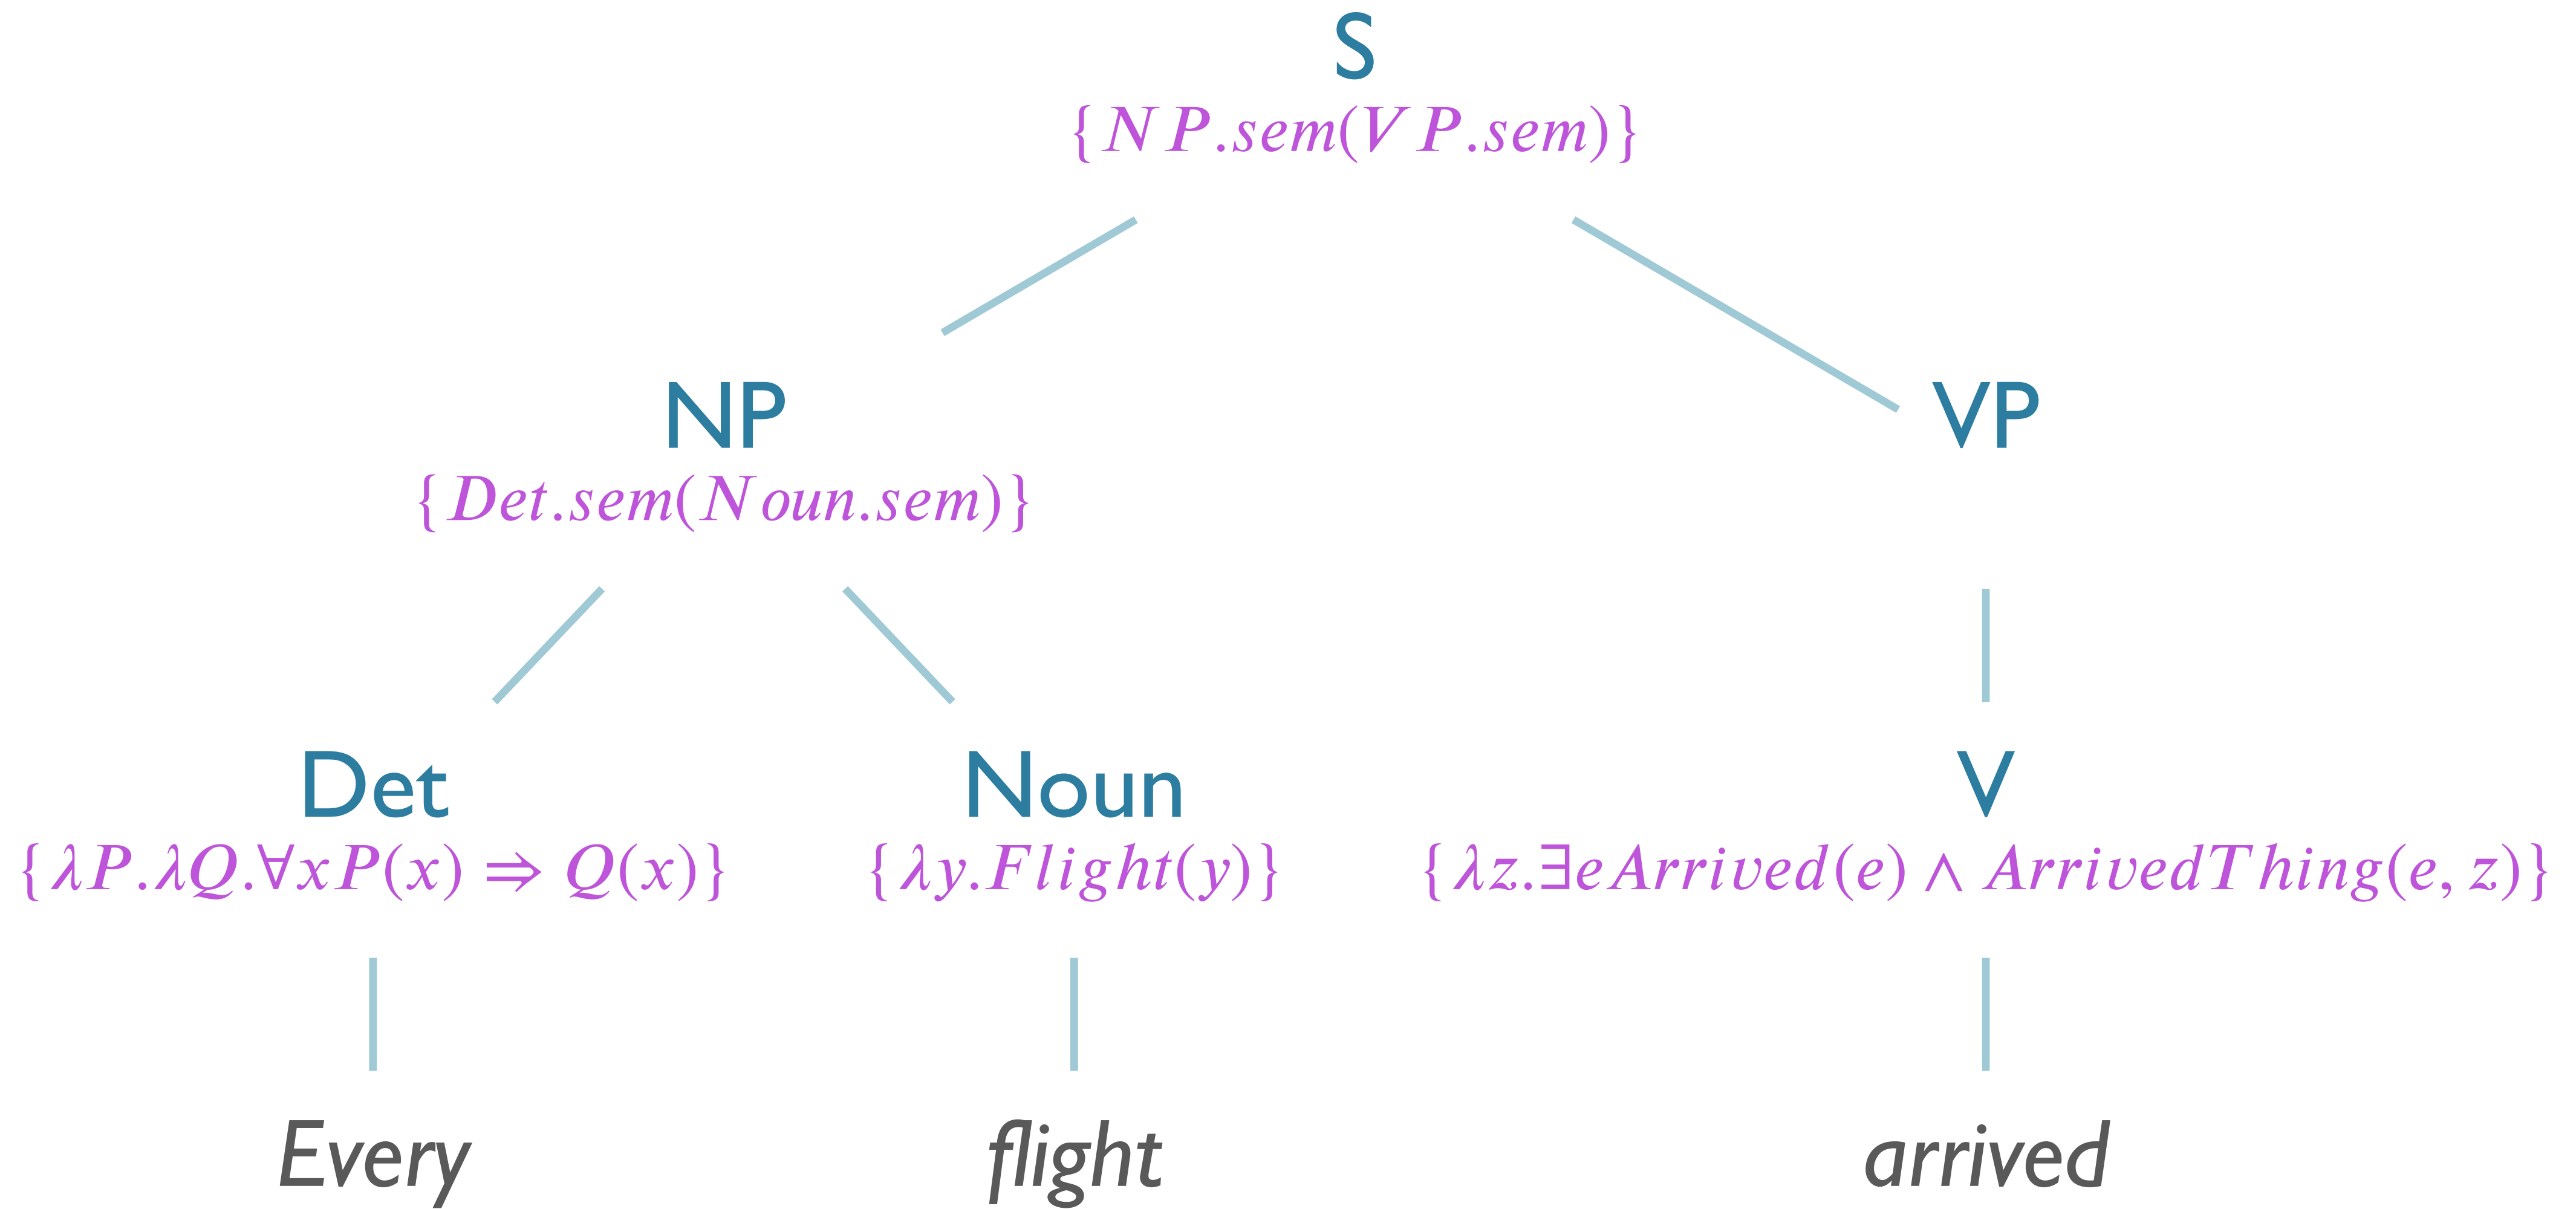 S
{NP.sem(VP.sem)}
NP VP
{Det.sem(Noun.sem)}
Det Noun V
{λP.λQ.∀xP(x) ⇒ Q(x)} {λy.Flight(y)} {λz.∃eArrived(e) ∧ ArrivedThing(e, z)}
Every flight arrived